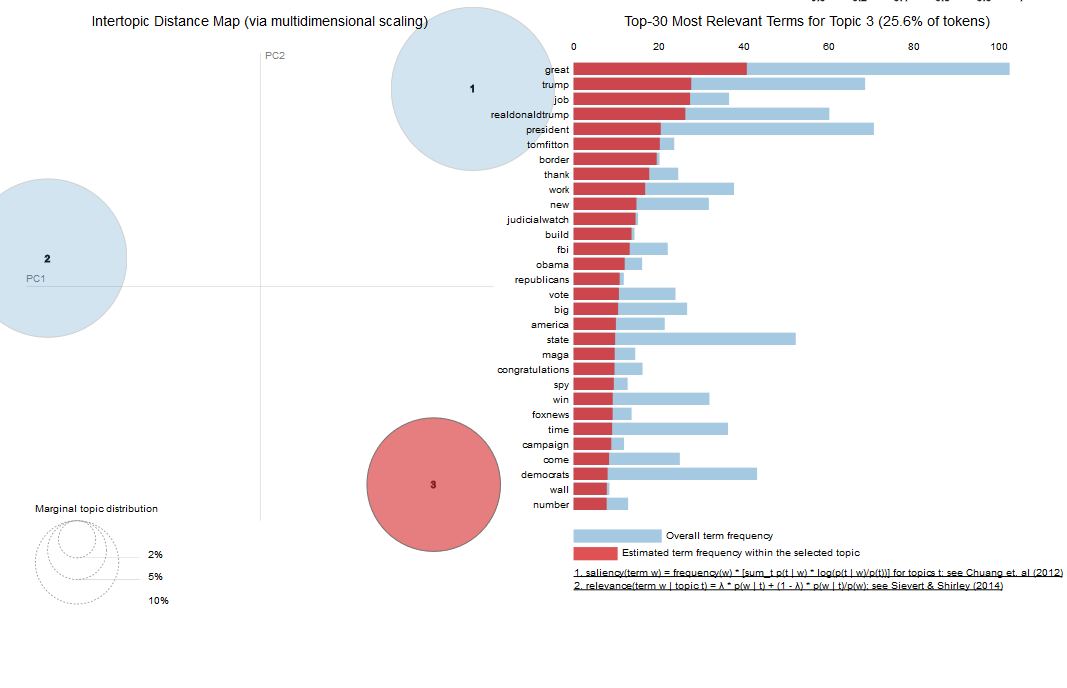 Intertopic Distance Map (via multidimensional scaling)
PC2
PC1
1
2
3
Marginal topic distribution
2%
5%
10%
Top-30 Most Relevant Terms for Topic 3 (25.6% of tokens)
0 20 40 60 80 100
great
trump
job
realdonaldtrump
president
tomfitton
border
thank
work
new
judicialwatch
build
fbi
obama
republicans
vote
big
america
state
maga
congratulations
spy
win
foxnews
time
campaign
come
democrats
wall
number
Overall term frequency
Estimated term frequency within the selected topic
1. saliency(term w) = frequency(w) * [sum_t p(t | w) * log(p(t | w)/p(t))] for topics t; see Chuang et. al (2012)
2. relevance(term w | topic t) = λ * p(w | t) + (1 - λ) * p(w | t)/p(w); see Sievert & Shirley (2014)